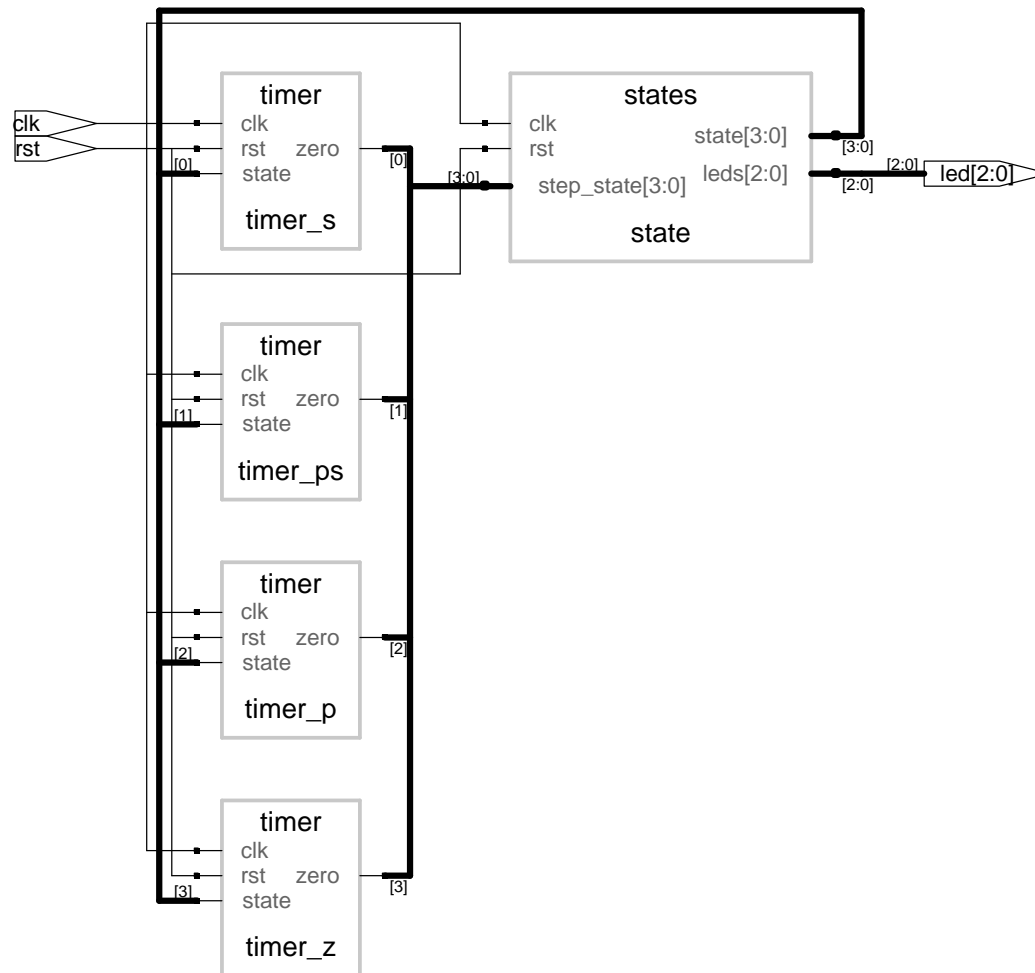 timer
states
clk
clk
clk
state[3:0]
[3:0]
rst
rst
zero
[0]
rst
[0]
state
[3:0]
step_state[3:0]
leds[2:0]
[2:0]
[2:0]
led[2:0]
timer_s
state
timer
clk
rst
zero
[1]
[1]
state
timer_ps
timer
clk
rst
zero
[2]
[2]
state
timer_p
timer
clk
rst
zero
[3]
[3]
state
timer_z